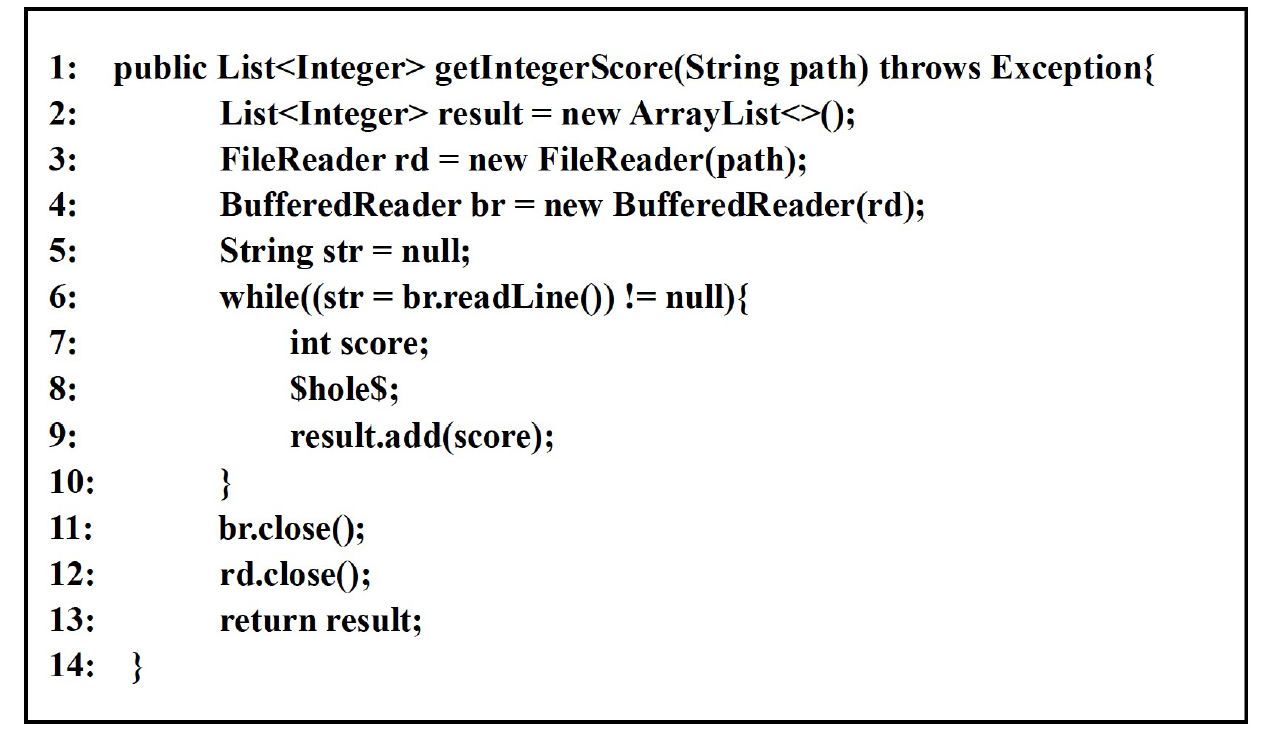 1: public List<Integer> getIntegerScore(String path) throws Exception{
2: List<Integer> result = new ArrayList<>();
3: FileReader rd = new FileReader(path);
4: BufferedReader br = new BufferedReader(rd);
5: String str = null;
6: while((str = br.readLine()) != null){
7: int score;
8: $hole$;
9: result.add(score);
10: }
11: br.close();
12: rd.close();
13: return result;
14: }